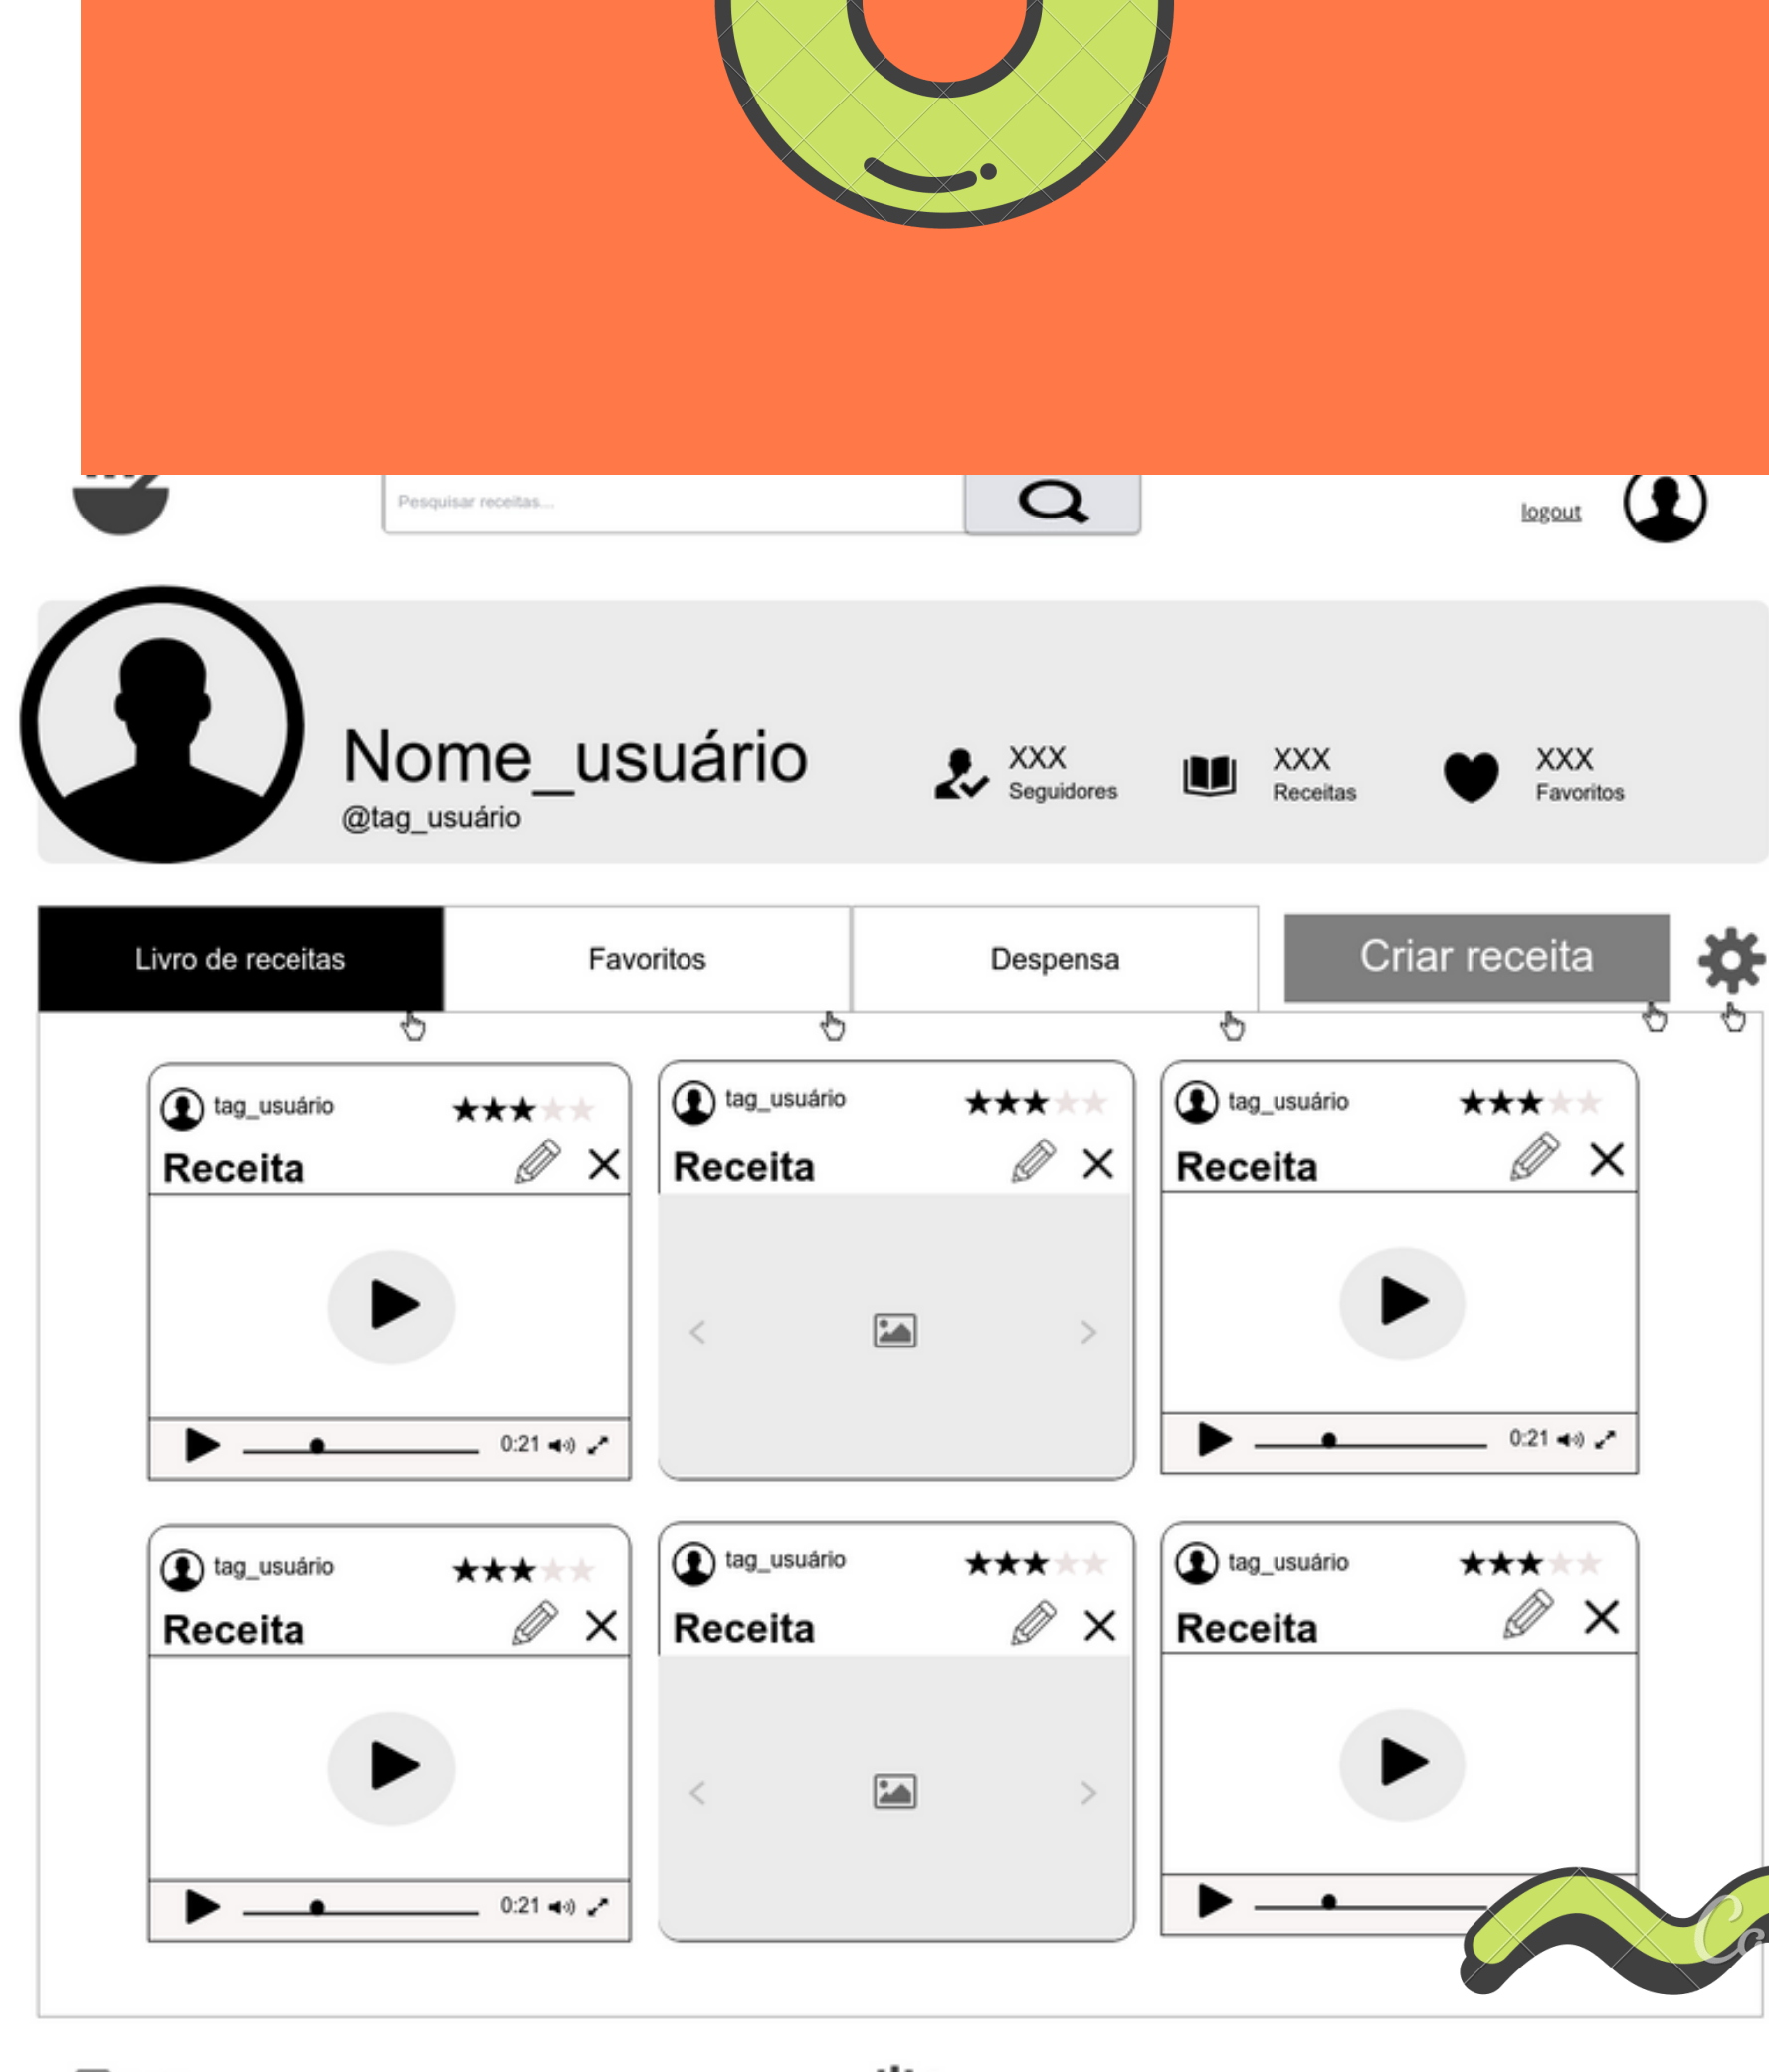 Pesquisar receitas...
logout
Nome_usuário
@tag_usuário
XXX
Seguidores
XXX
Receitas
XXX
Favoritos
Livro de receitas
Favoritos
Despensa
Criar receita
tag_usuário
Receita
0:21
tag_usuário
Receita
tag_usuário
Receita
0:21
tag_usuário
Receita
0:21
tag_usuário
Receita
tag_usuário
Receita